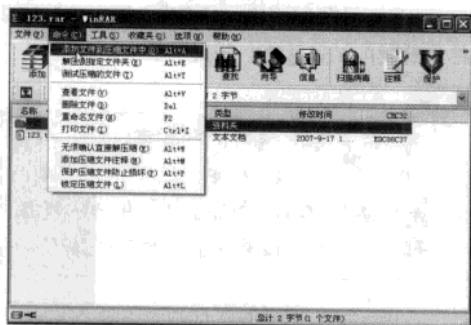 123.rar - WinRAR
文件(F) 命令(C) 工具(S) 收藏夹(O) 选项(N) 帮助(H)
添加文件到压缩文件中(A) Alt+A
解压到指定文件夹(E) Alt+E
测试压缩的文件(T) Alt+T
查看文件(V) Alt+V
删除文件(D) Del
重命名文件(R) F2
打印文件(P) Ctrl+I
无须确认直接解压缩(W) Alt+W
添加压缩文件注释(M) Alt+M
保护压缩文件防止损坏(P) Alt+P
锁定压缩文件(L) Alt+L
添加 查找 向导 信息 扫描病毒 注释 保护
2 字节
名称 类型 修改时间 CRC32
资料夹
123.t 文本文档 2007-9-17 1...
总计 2 字节(1 个文件)